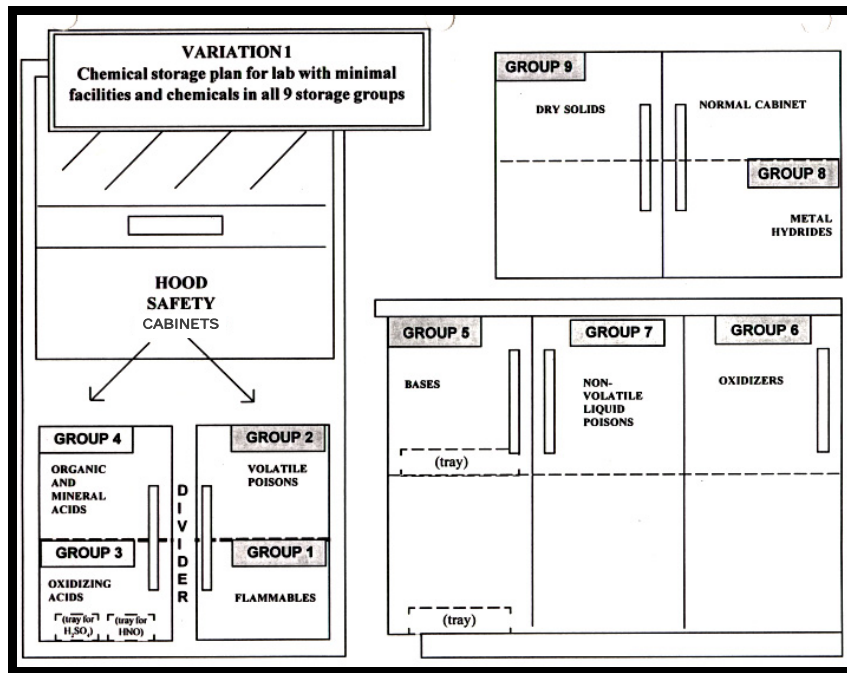 VARIATION 1
Chemical storage plan for lab with minimal
facilities and chemicals in all 9 storage groups
HOOD
SAFETY
CABINETS
GROUP 4
ORGANIC
AND
MINERAL
ACIDS
GROUP 3
OXIDIZING
ACIDS
(tray for
H₂SO₄)
(tray for
HNO)
DIVIDER
GROUP 2
VOLATILE
POISONS
GROUP 1
FLAMMABLES
GROUP 9
DRY SOLIDS
NORMAL CABINET
GROUP 8
METAL
HYDRIDES
GROUP 5
BASES
(tray)
(tray)
GROUP 7
NON-
VOLATILE
LIQUID
POISONS
GROUP 6
OXIDIZERS